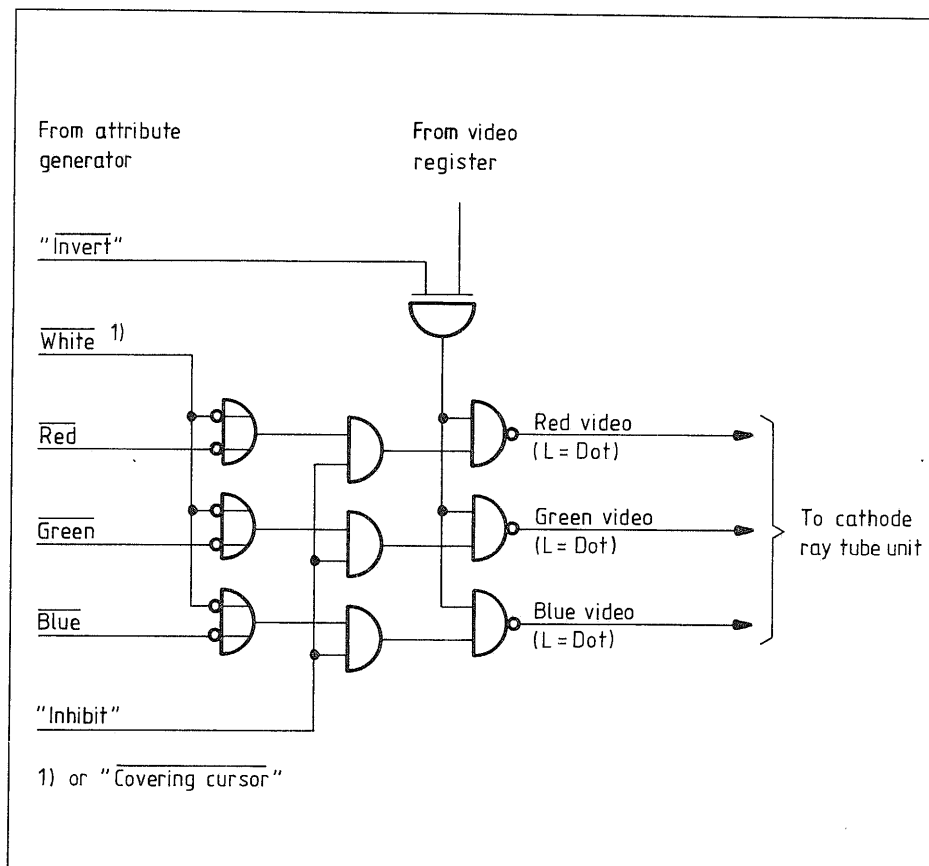 From attribute
generator
From video
register
"Invert"
White 1)
Red
Green
Blue
"Inhibit"
Red video
(L = Dot)
Green video
(L = Dot)
Blue video
(L = Dot)
To cathode
ray tube unit
1) or "Covering cursor"